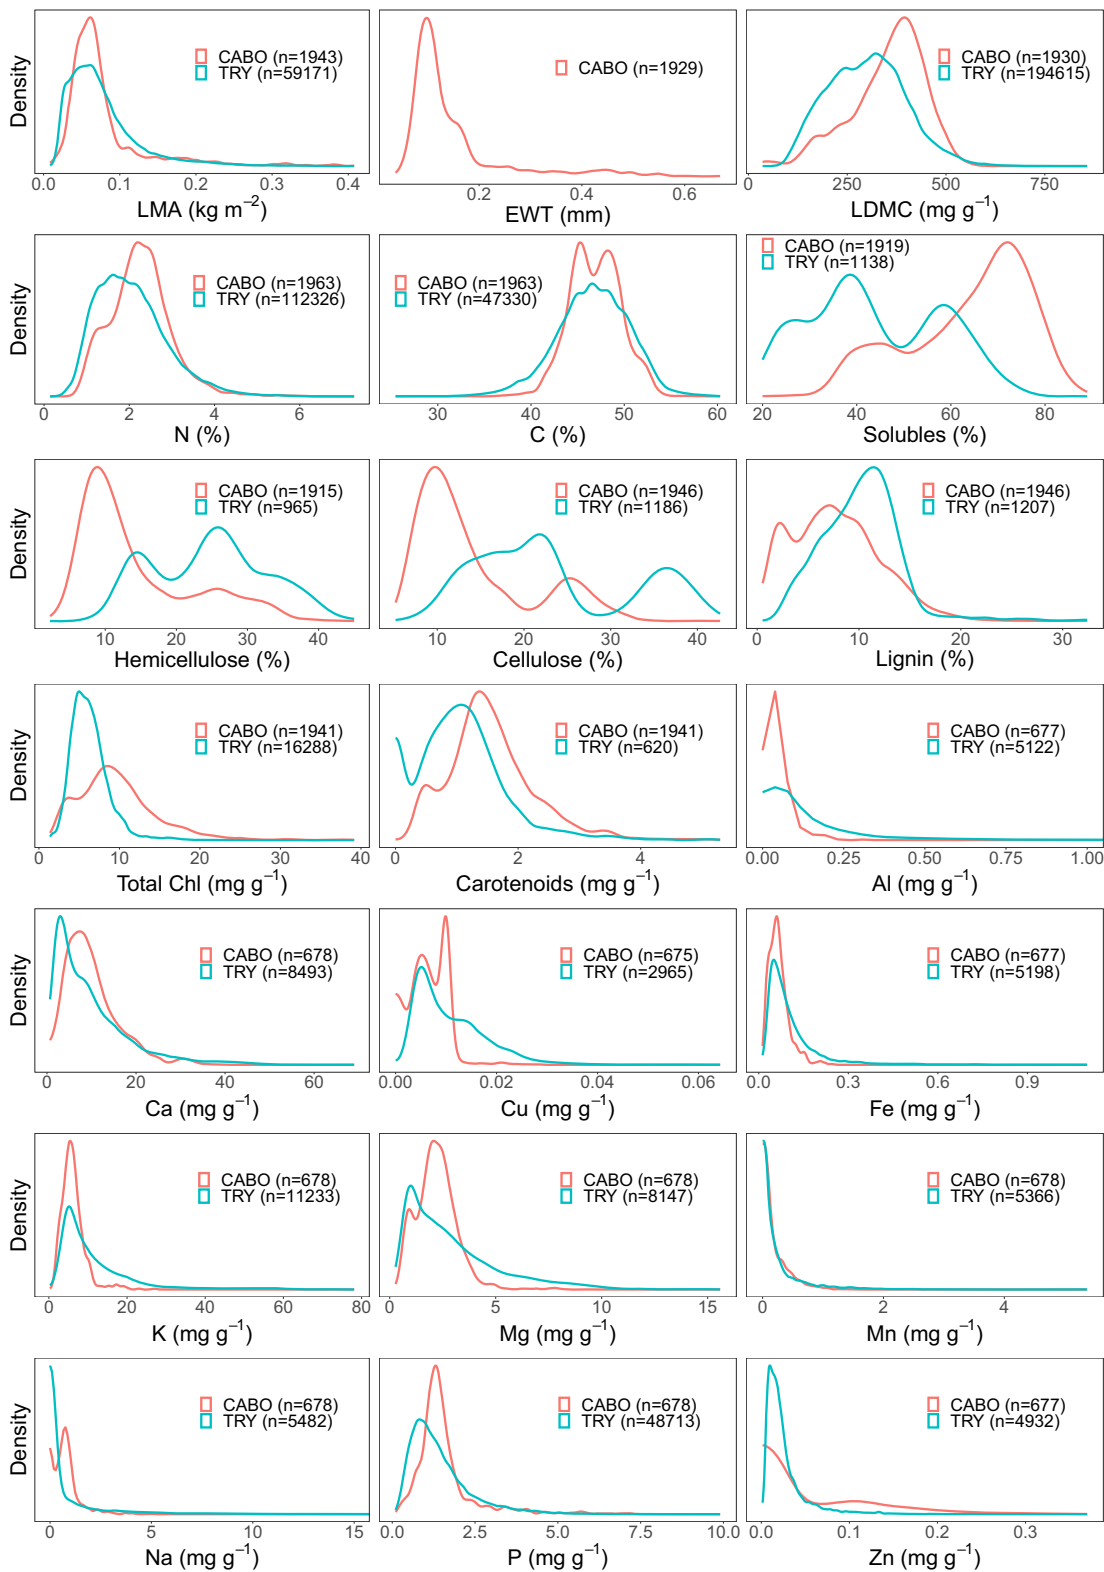 Density
CABO (n=1943)
TRY (n=59171)
0.0 0.1 0.2 0.3 0.4
LMA (kg m⁻²)
CABO (n=1929)
0.2 0.4 0.6
EWT (mm)
CABO (n=1930)
TRY (n=194615)
0 250 500 750
LDMC (mg g⁻¹)
Density
CABO (n=1963)
TRY (n=112326)
0 2 4 6
N (%)
CABO (n=1963)
TRY (n=47330)
30 40 50 60
C (%)
CABO (n=1919)
TRY (n=1138)
20 40 60 80
Solubles (%)
Density
CABO (n=1915)
TRY (n=965)
10 20 30 40
Hemicellulose (%)
CABO (n=1946)
TRY (n=1186)
10 20 30 40
Cellulose (%)
CABO (n=1946)
TRY (n=1207)
0 10 20 30
Lignin (%)
Density
CABO (n=1941)
TRY (n=16288)
0 10 20 30 40
Total Chl (mg g⁻¹)
CABO (n=1941)
TRY (n=620)
0 2 4
Carotenoids (mg g⁻¹)
CABO (n=677)
TRY (n=5122)
0.00 0.25 0.50 0.75 1.00
Al (mg g⁻¹)
Density
CABO (n=678)
TRY (n=8493)
0 20 40 60
Ca (mg g⁻¹)
CABO (n=675)
TRY (n=2965)
0.00 0.02 0.04 0.06
Cu (mg g⁻¹)
CABO (n=677)
TRY (n=5198)
0.0 0.3 0.6 0.9
Fe (mg g⁻¹)
Density
CABO (n=678)
TRY (n=11233)
0 20 40 60 80
K (mg g⁻¹)
CABO (n=678)
TRY (n=8147)
0 5 10 15
Mg (mg g⁻¹)
CABO (n=678)
TRY (n=5366)
0 2 4
Mn (mg g⁻¹)
Density
CABO (n=678)
TRY (n=5482)
0 5 10 15
Na (mg g⁻¹)
CABO (n=678)
TRY (n=48713)
0.0 2.5 5.0 7.5 10.0
P (mg g⁻¹)
CABO (n=677)
TRY (n=4932)
0.0 0.1 0.2 0.3
Zn (mg g⁻¹)